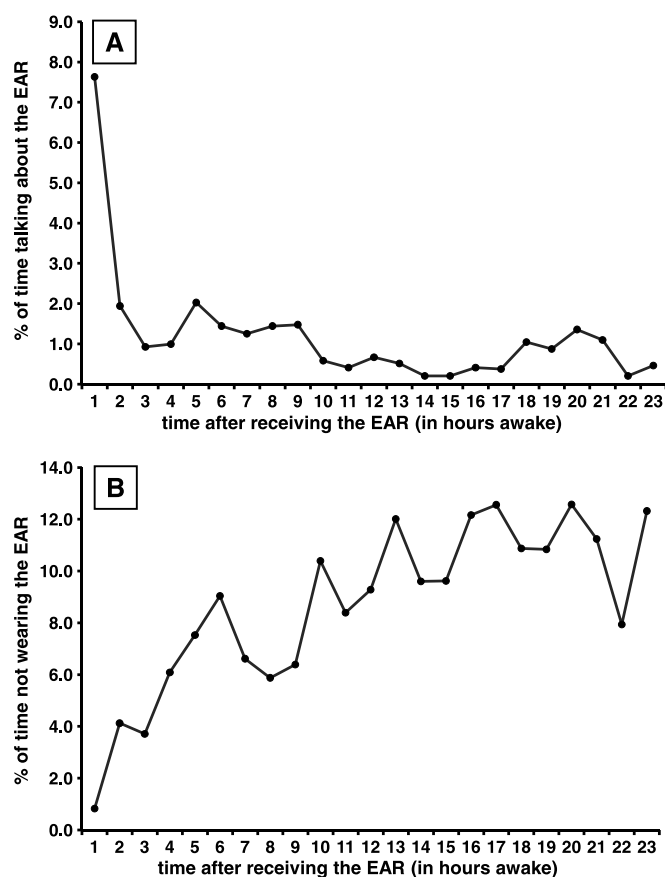 A
% of time talking about the EAR
9.0
8.0
7.0
6.0
5.0
4.0
3.0
2.0
1.0
0.0
1 2 3 4 5 6 7 8 9 10 11 12 13 14 15 16 17 18 19 20 21 22 23
time after receiving the EAR (in hours awake)
B
% of time not wearing the EAR
14.0
12.0
10.0
8.0
6.0
4.0
2.0
0.0
1 2 3 4 5 6 7 8 9 10 11 12 13 14 15 16 17 18 19 20 21 22 23
time after receiving the EAR (in hours awake)